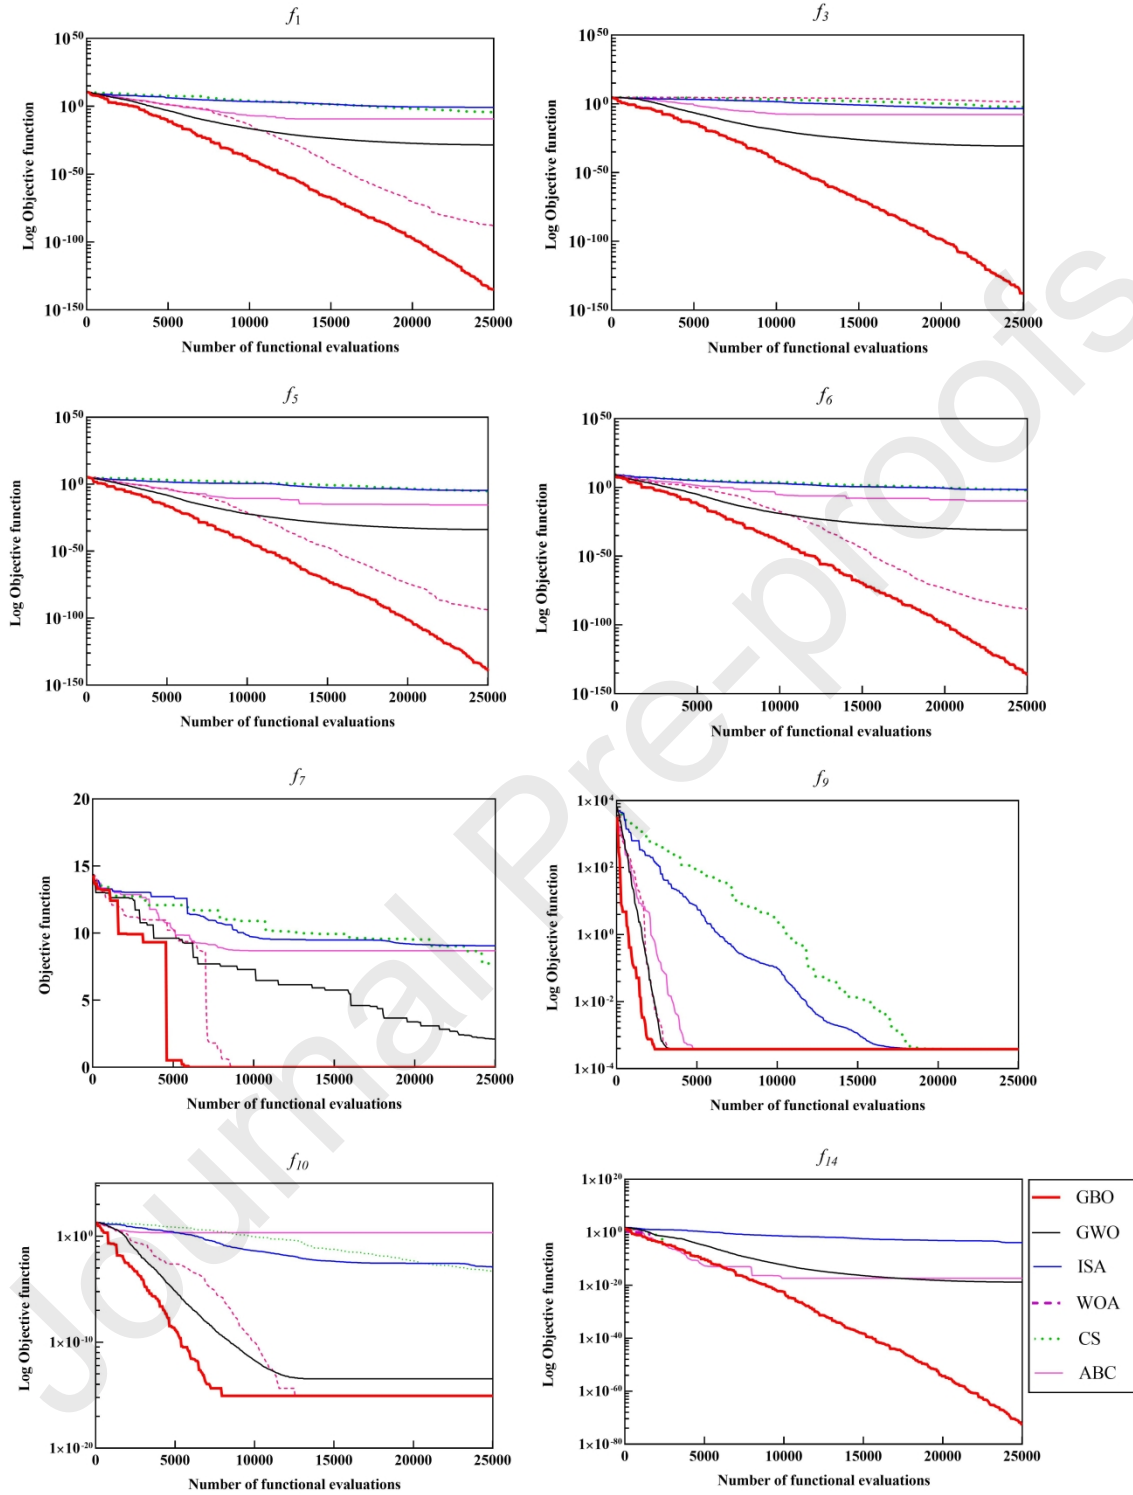 f1
10^50
10^0
10^-50
10^-100
10^-150
Log Objective function
0 5000 10000 15000 20000 25000
Number of functional evaluations
f3
10^50
10^0
10^-50
10^-100
10^-150
Log Objective function
0 5000 10000 15000 20000 25000
Number of functional evaluations
f5
10^50
10^0
10^-50
10^-100
10^-150
Log Objective function
0 5000 10000 15000 20000 25000
Number of functional evaluations
f6
10^50
10^0
10^-50
10^-100
10^-150
Log Objective function
0 5000 10000 15000 20000 25000
Number of functional evaluations
f7
20
15
10
5
0
Objective function
0 5000 10000 15000 20000 25000
Number of functional evaluations
f9
1×10^4
1×10^2
1×10^0
1×10^-2
1×10^-4
Log Objective function
0 5000 10000 15000 20000 25000
Number of functional evaluations
f10
1×10^0
1×10^-10
1×10^-20
Log Objective function
0 5000 10000 15000 20000 25000
Number of functional evaluations
f14
1×10^20
1×10^0
1×10^-20
1×10^-40
1×10^-60
1×10^-80
Log Objective function
0 5000 10000 15000 20000 25000
Number of functional evaluations
GBO
GWO
ISA
WOA
CS
ABC
Journal Pre-proofs